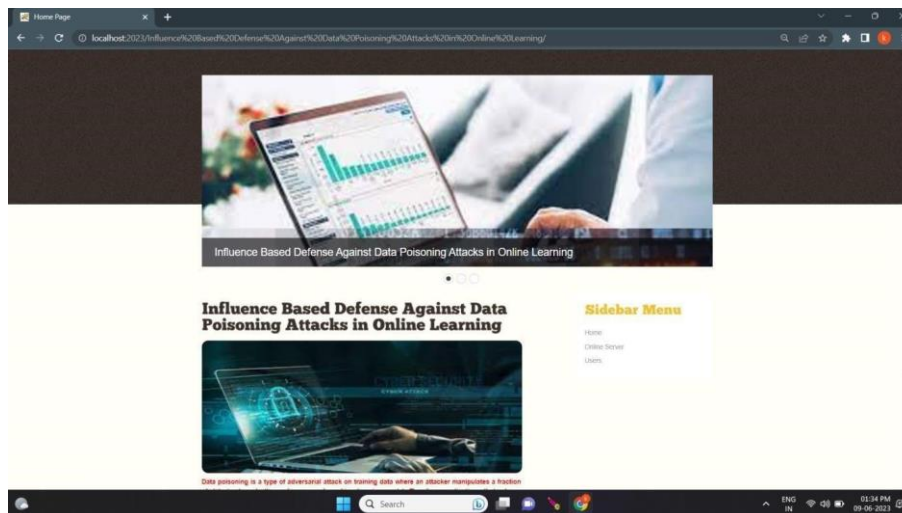 Home Page
localhost:2023/Influence%20Based%20Defense%20Against%20Data%20Poisoning%20Attacks%20in%20Online%20Learning/
Influence Based Defense Against Data Poisoning Attacks in Online Learning
Influence Based Defense Against Data
Poisoning Attacks in Online Learning
Sidebar Menu
Home
Online Server
Users
CYBER SECURITY
CYBER ATTACK
Data poisoning is a type of adversarial attack on training data where an attacker manipulates a fraction
Search
ENG
IN
01:34 PM
09-06-2023